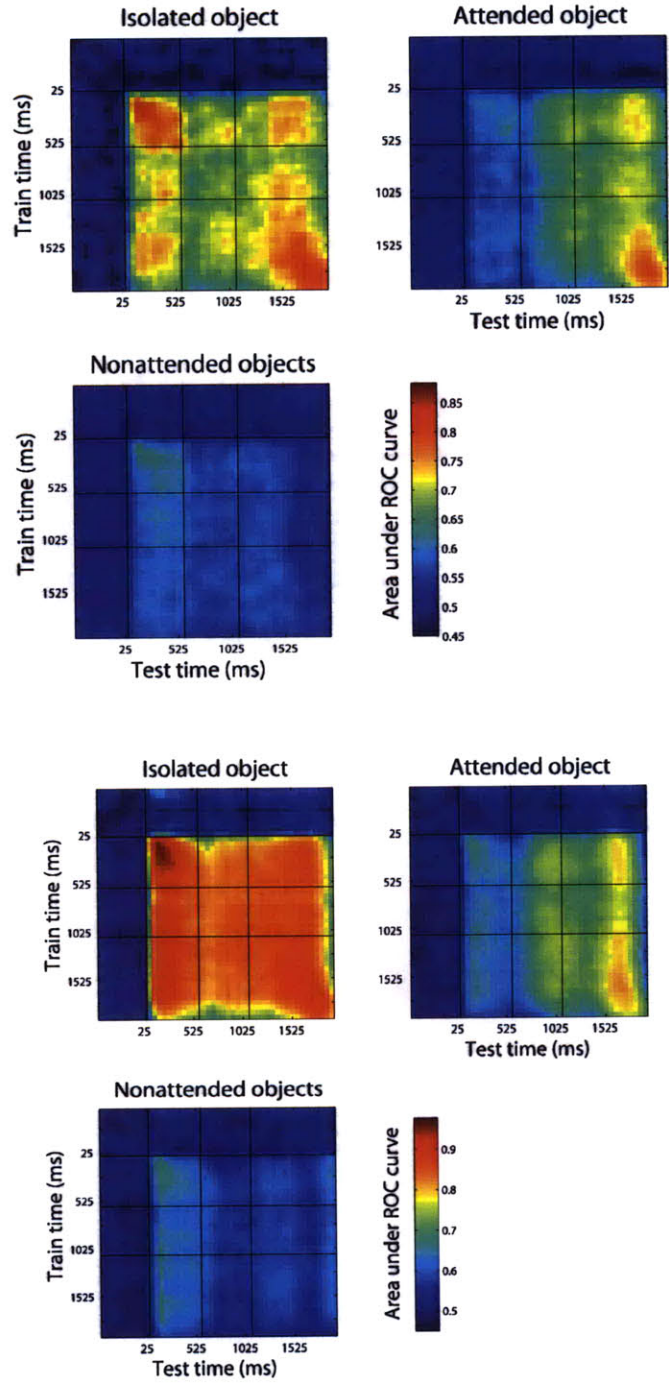 Isolated object
Attended object
Train time (ms)
25
525
1025
1525
25
525
1025
1525
25 525 1025 1525
25 525 1025 1525
Test time (ms)
Nonattended objects
Train time (ms)
25
525
1025
1525
25 525 1025 1525
Test time (ms)
Area under ROC curve
0.85
0.8
0.75
0.7
0.65
0.6
0.55
0.5
0.45
Isolated object
Attended object
Train time (ms)
25
525
1025
1525
25
525
1025
1525
25 525 1025 1525
25 525 1025 1525
Test time (ms)
Nonattended objects
Train time (ms)
25
525
1025
1525
25 525 1025 1525
Test time (ms)
Area under ROC curve
0.9
0.8
0.7
0.6
0.5